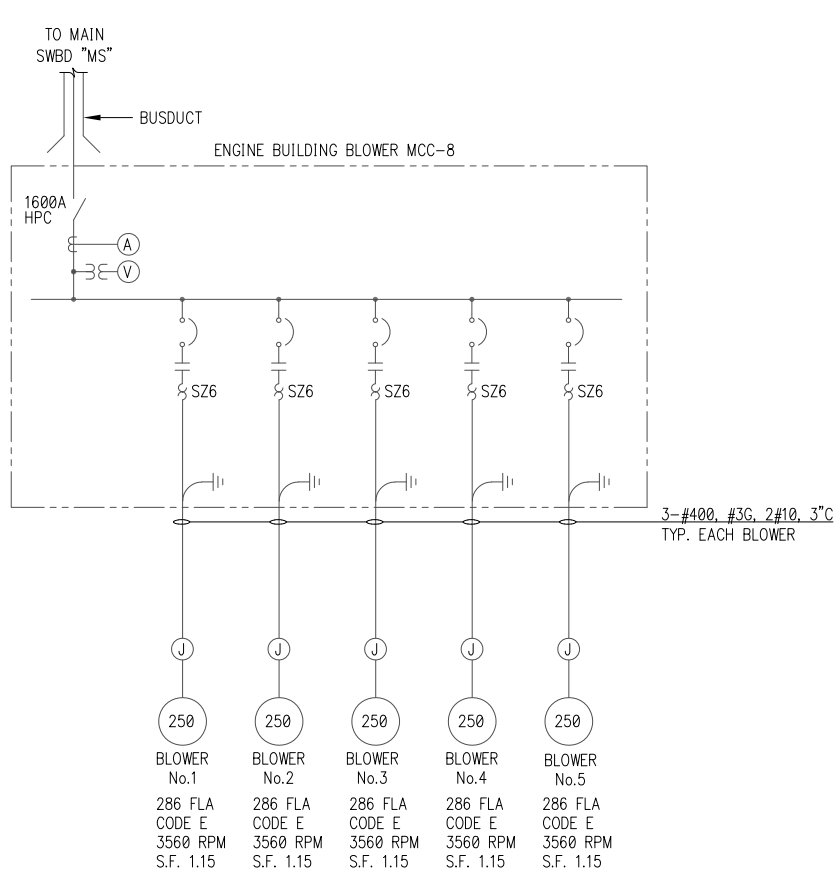 TO MAIN
SWBD "MS"
BUSDUCT
ENGINE BUILDING BLOWER MCC-8
1600A
HPC
A
V
SZ6 SZ6 SZ6 SZ6 SZ6
3-#400, #3G, 2#10, 3"C
TYP. EACH BLOWER
J J J J J
250 250 250 250 250
BLOWER BLOWER BLOWER BLOWER BLOWER
No.1 No.2 No.3 No.4 No.5
286 FLA 286 FLA 286 FLA 286 FLA 286 FLA
CODE E CODE E CODE E CODE E CODE E
3560 RPM 3560 RPM 3560 RPM 3560 RPM 3560 RPM
S.F. 1.15 S.F. 1.15 S.F. 1.15 S.F. 1.15 S.F. 1.15